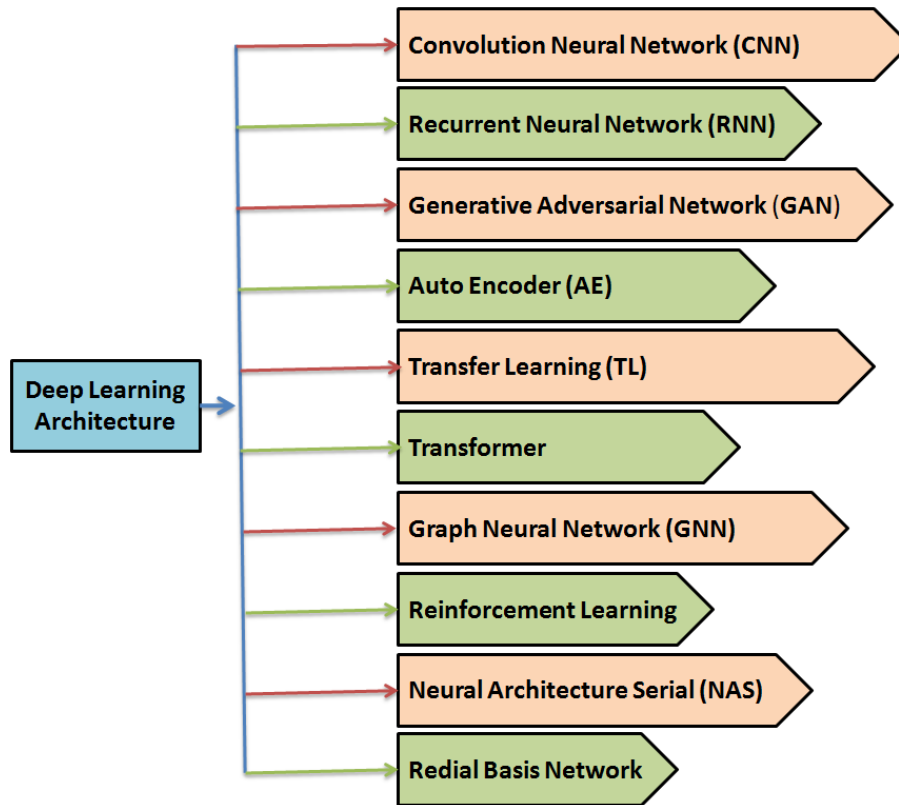 Convolution Neural Network (CNN)
Recurrent Neural Network (RNN)
Generative Adversarial Network (GAN)
Auto Encoder (AE)
Transfer Learning (TL)
Deep Learning
Architecture
Transformer
Graph Neural Network (GNN)
Reinforcement Learning
Neural Architecture Serial (NAS)
Redial Basis Network